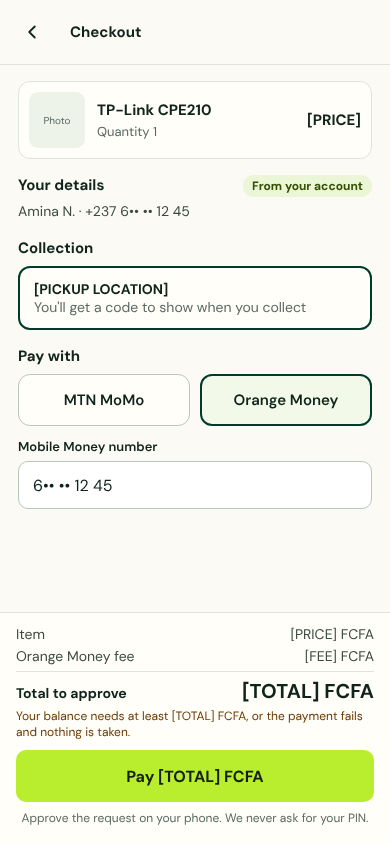 Checkout
Photo
TP-Link CPE210
Quantity 1
[PRICE]
Your details
From your account
Amina N. · +237 6•• •• 12 45
Collection
[PICKUP LOCATION]
You'll get a code to show when you collect
Pay with
MTN MoMo
Orange Money
Mobile Money number
6•• •• 12 45
Item
[PRICE] FCFA
Orange Money fee
[FEE] FCFA
Total to approve
[TOTAL] FCFA
Your balance needs at least [TOTAL] FCFA, or the payment fails
and nothing is taken.
Pay [TOTAL] FCFA
Approve the request on your phone. We never ask for your PIN.